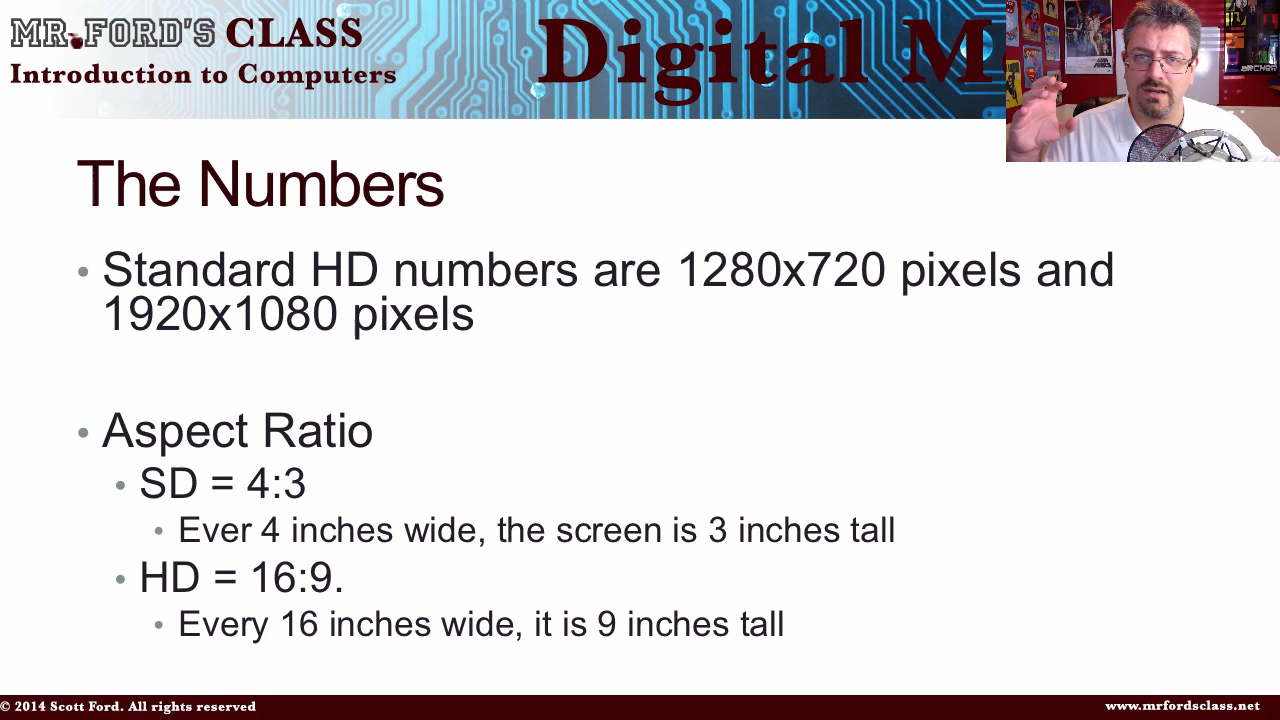 MR. FORD'S CLASS
Introduction to Computers
Digital M
ARCHER
The Numbers
• Standard HD numbers are 1280x720 pixels and
1920x1080 pixels
• Aspect Ratio
• SD = 4:3
• Ever 4 inches wide, the screen is 3 inches tall
• HD = 16:9.
• Every 16 inches wide, it is 9 inches tall
© 2014 Scott Ford. All rights reserved
www.mrfordsclass.net